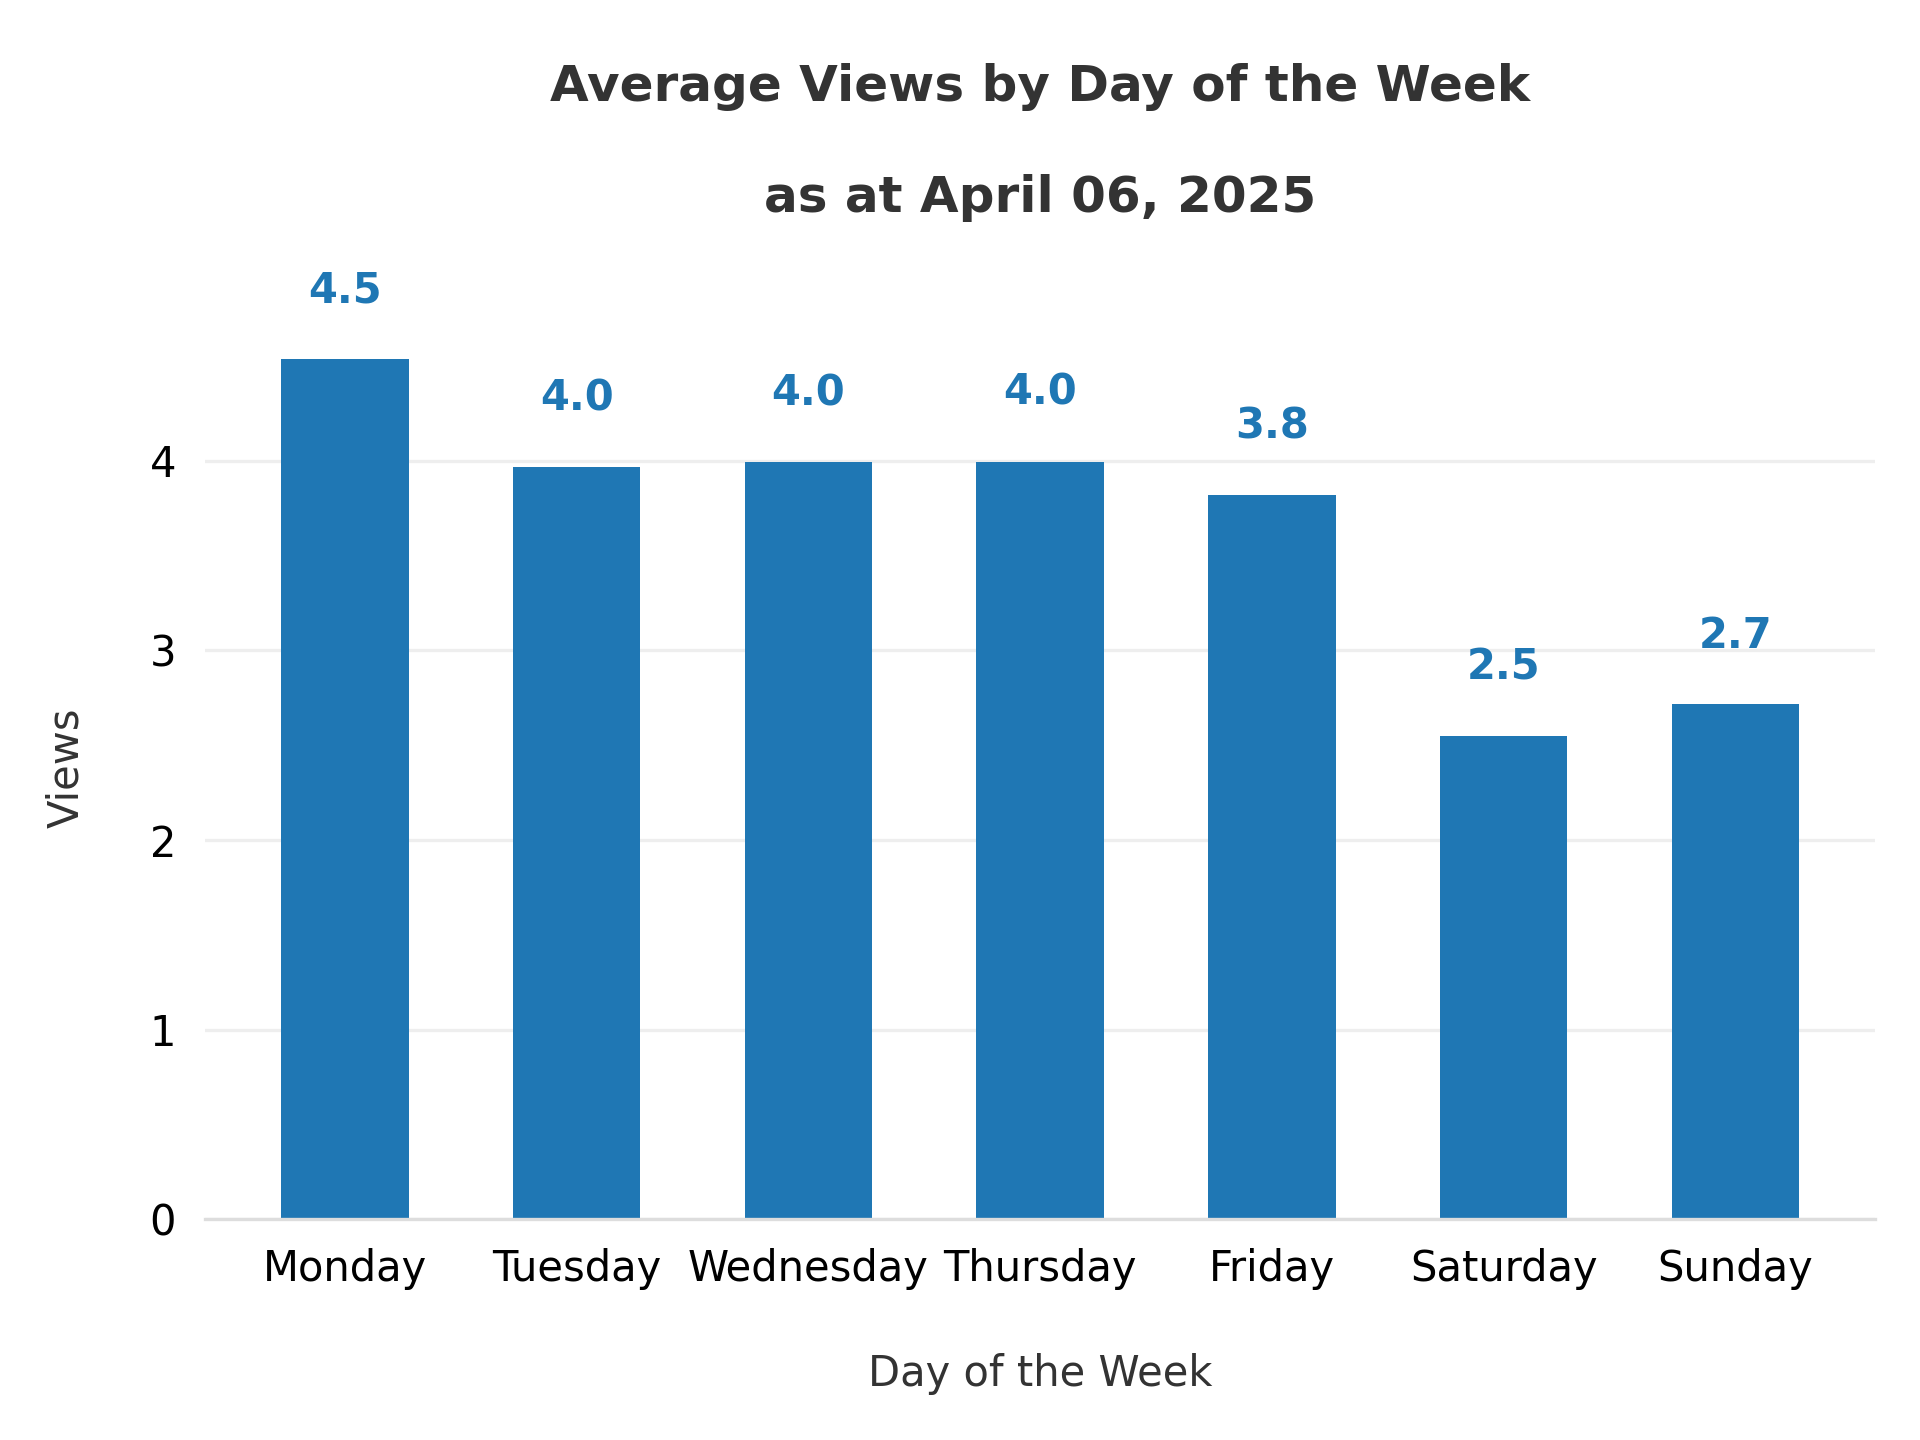 Average Views by Day of the Week
as at April 06, 2025
4.5
4.0
4.0
4.0
3.8
2.5
2.7
4
3
2
1
0
Views
Monday Tuesday Wednesday Thursday Friday Saturday Sunday
Day of the Week